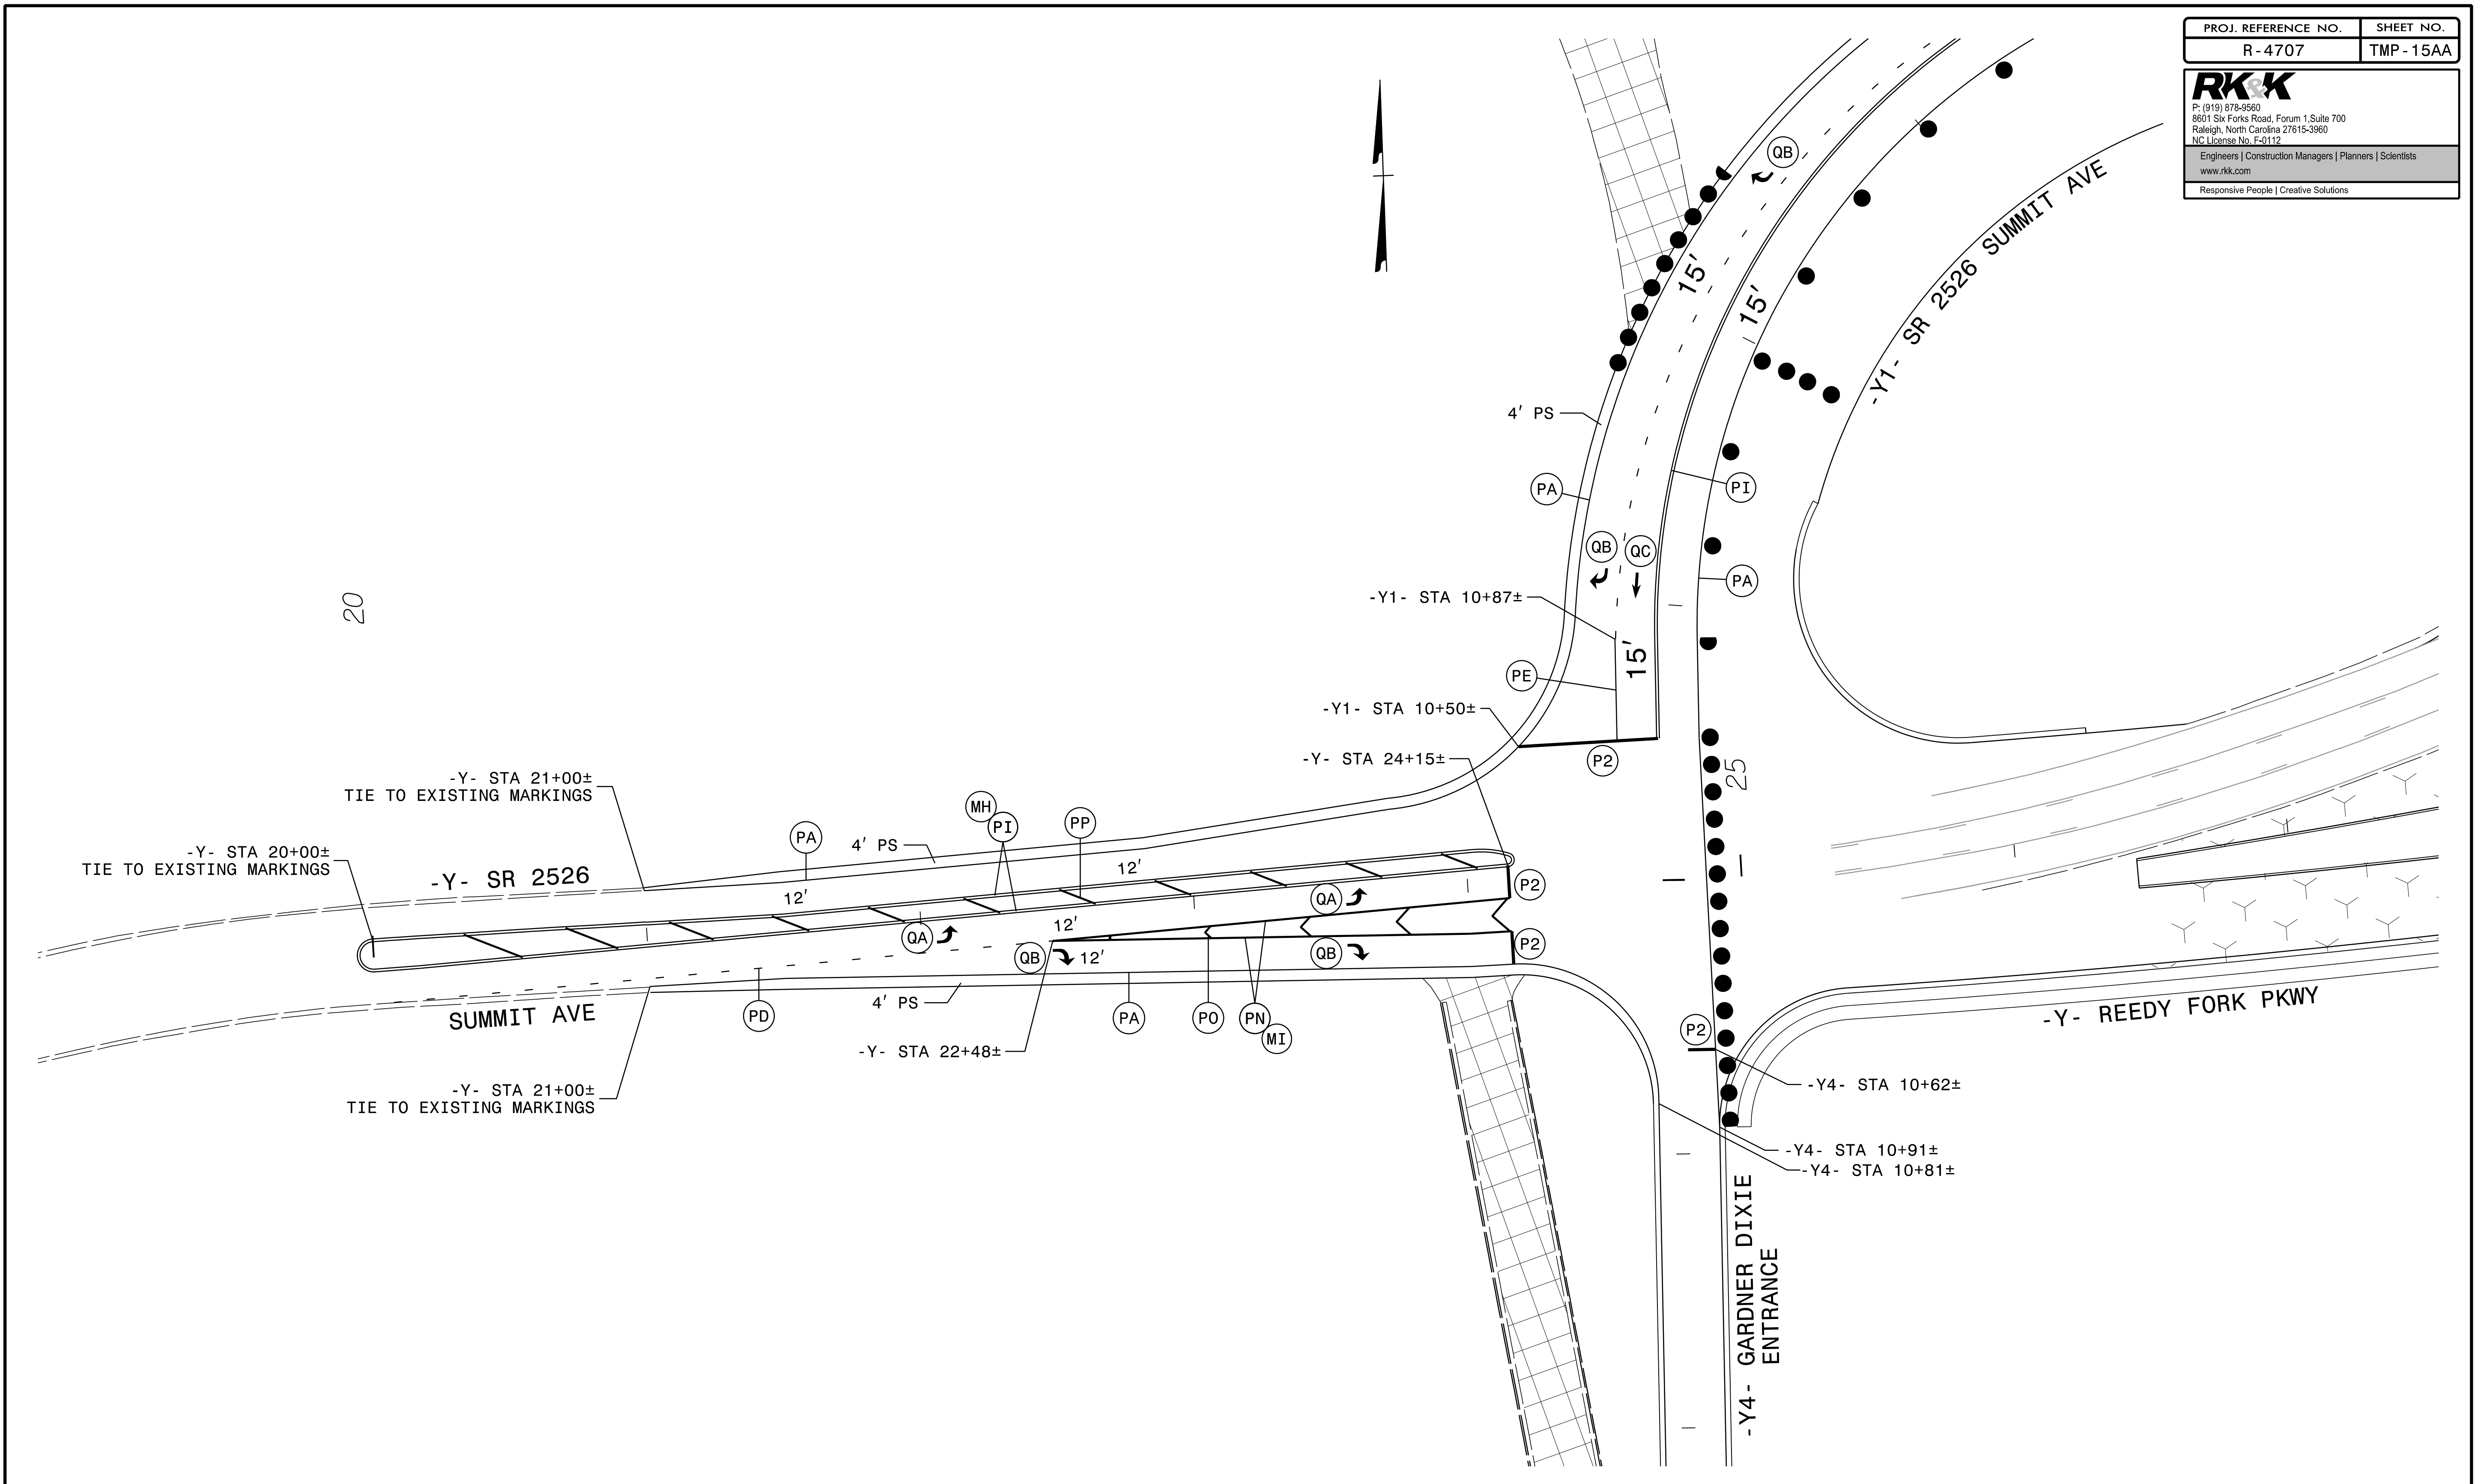 PROJ. REFERENCE NO.
SHEET NO.
R-4707
TMP-15AA
RK&K
P: (919) 878-9560
8601 Six Forks Road, Forum 1,Suite 700
Raleigh, North Carolina 27615-3960
NC License No. F-0112
Engineers | Construction Managers | Planners | Scientists
www.rkk.com
Responsive People | Creative Solutions
QB
-Y1- SR 2526 SUMMIT AVE
15'
15'
4' PS
PA
PI
QB
QC
PA
-Y1- STA 10+87±
20
15'
PE
-Y1- STA 10+50±
-Y- STA 24+15±
P2
25
-Y- STA 21+00±
TIE TO EXISTING MARKINGS
MH
PI
PP
PA
4' PS
-Y- STA 20+00±
TIE TO EXISTING MARKINGS
-Y- SR 2526
12'
12'
QA
P2
QA
12'
QB
12'
QB
P2
SUMMIT AVE
PD
4' PS
PA
PO
PN
MI
P2
-Y- REEDY FORK PKWY
-Y- STA 22+48±
-Y- STA 21+00±
TIE TO EXISTING MARKINGS
-Y4- STA 10+62±
-Y4- STA 10+91±
-Y4- STA 10+81±
-Y4- GARDNER DIXIE
ENTRANCE